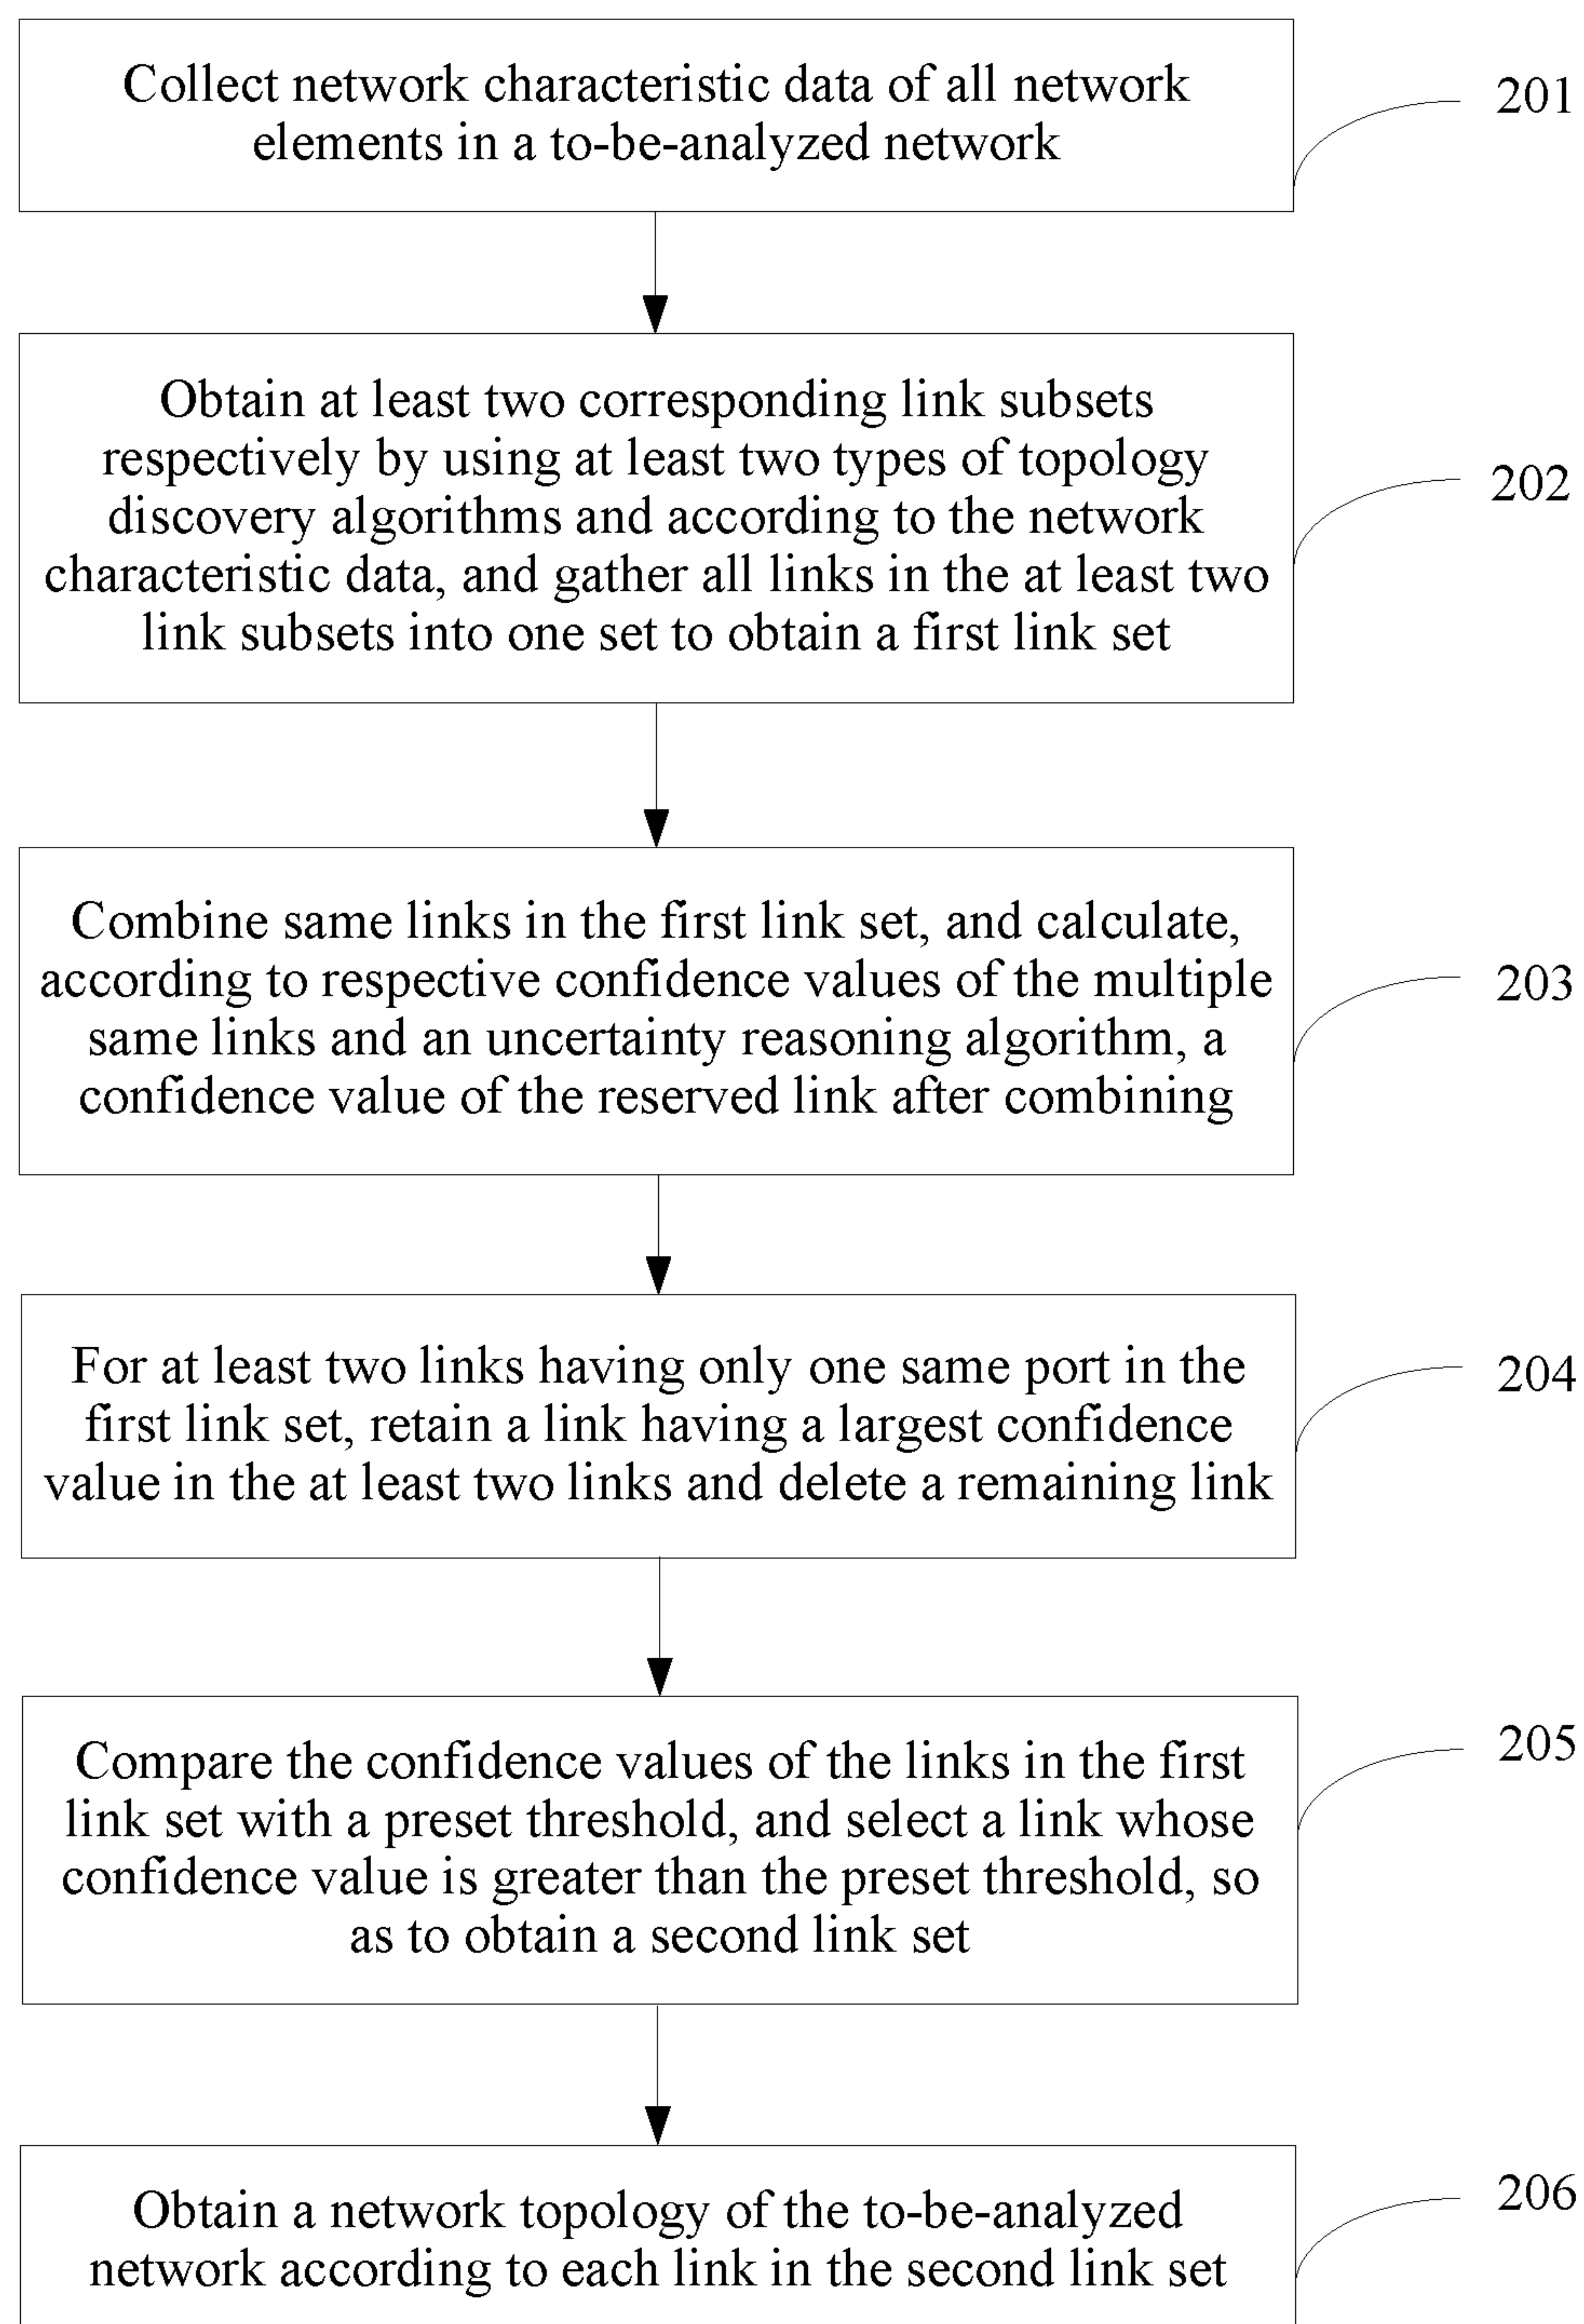 Collect network characteristic data of all network
elements in a to-be-analyzed network
201
Obtain at least two corresponding link subsets
respectively by using at least two types of topology
discovery algorithms and according to the network
characteristic data, and gather all links in the at least two
link subsets into one set to obtain a first link set
202
Combine same links in the first link set, and calculate,
according to respective confidence values of the multiple
same links and an uncertainty reasoning algorithm, a
confidence value of the reserved link after combining
203
For at least two links having only one same port in the
first link set, retain a link having a largest confidence
value in the at least two links and delete a remaining link
204
Compare the confidence values of the links in the first
link set with a preset threshold, and select a link whose
confidence value is greater than the preset threshold, so
as to obtain a second link set
205
Obtain a network topology of the to-be-analyzed
network according to each link in the second link set
206